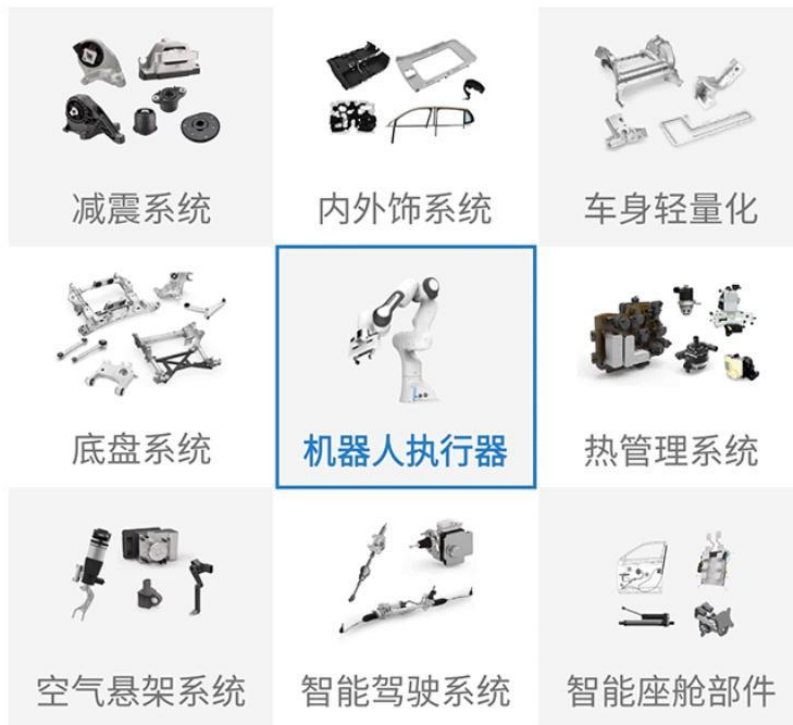 减震系统
内外饰系统
车身轻量化
底盘系统
机器人执行器
热管理系统
空气悬架系统
智能驾驶系统
智能座舱部件